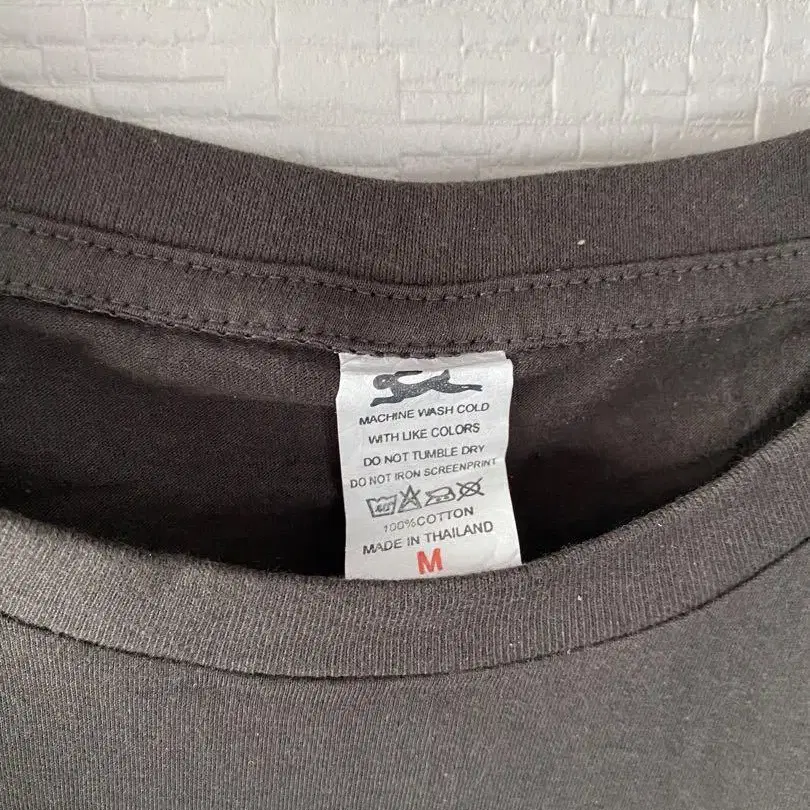 MACHINE WASH COLD
WITH LIKE COLORS
DO NOT TUMBLE DRY
DO NOT IRON SCREENPRINT
40°
100%COTTON
MADE IN THAILAND
M